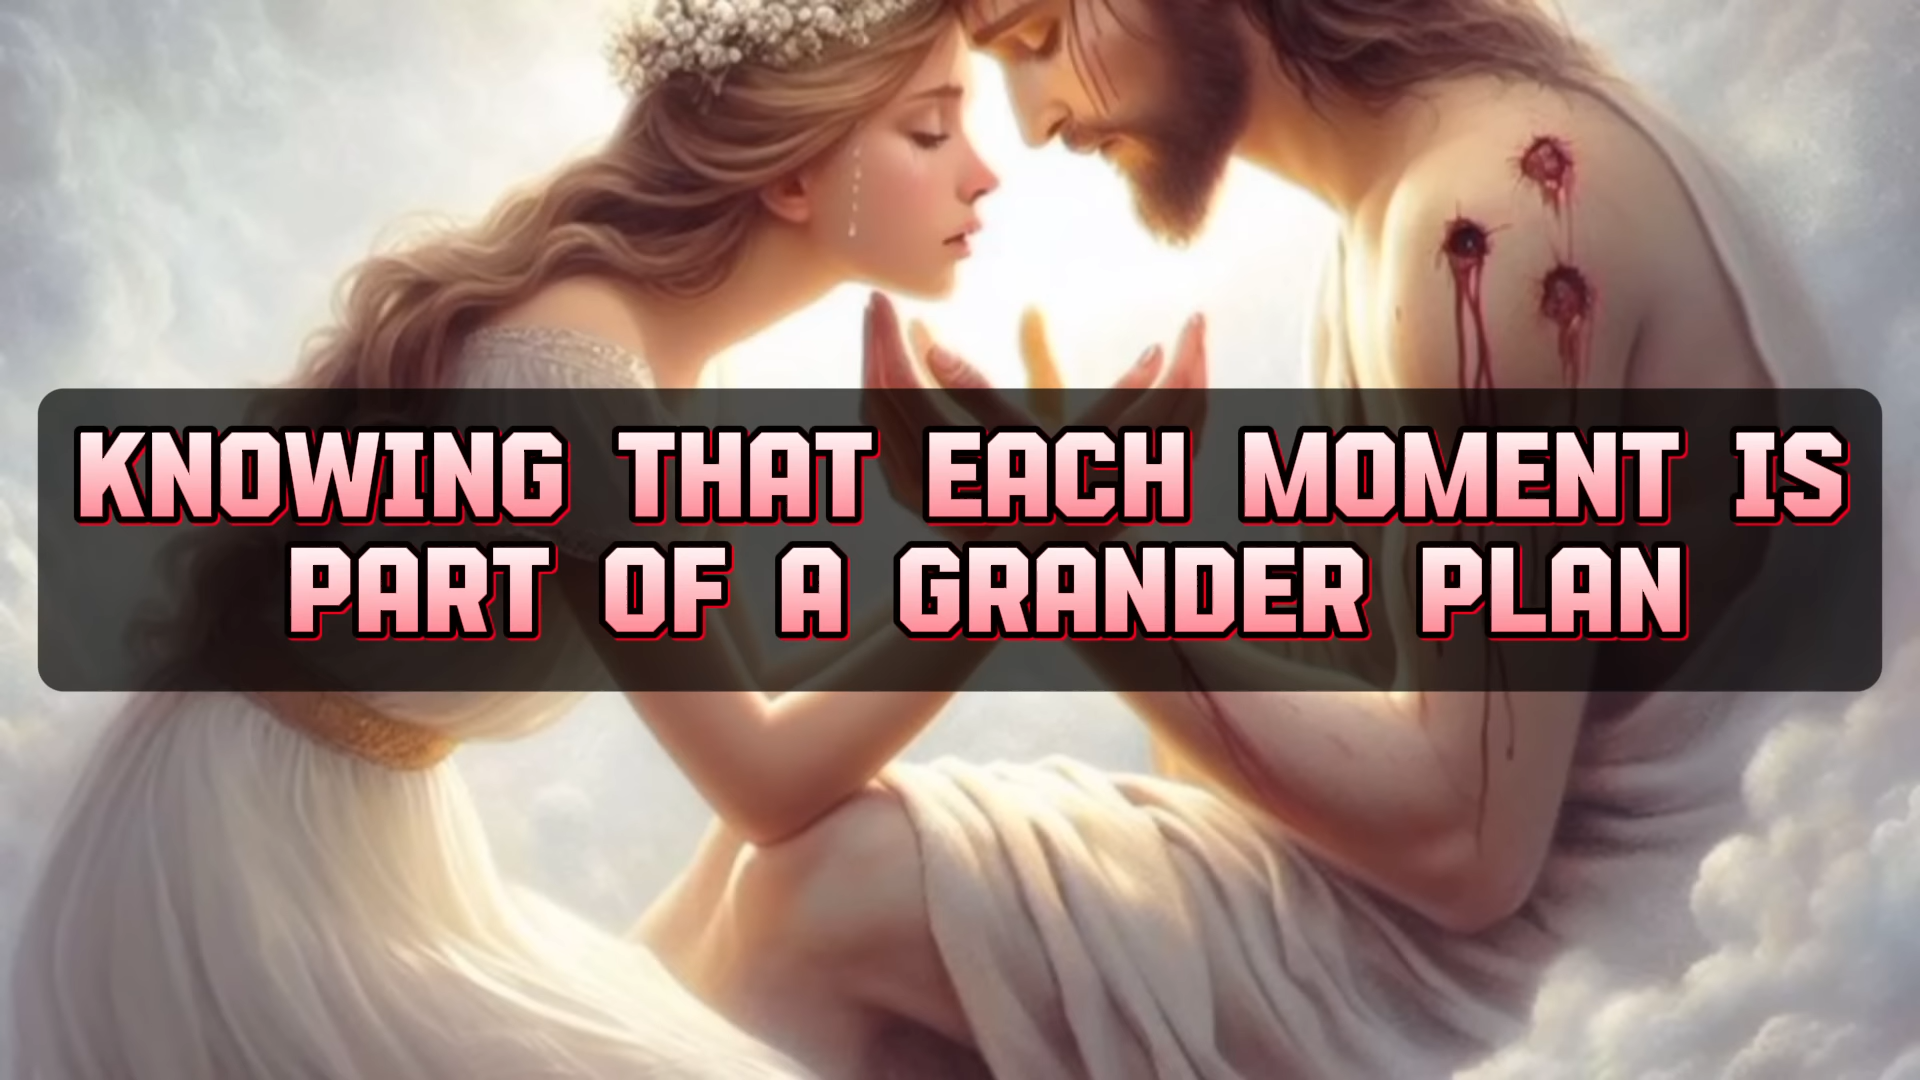 KNOWING THAT EACH MOMENT IS
PART OF A GRANDER PLAN